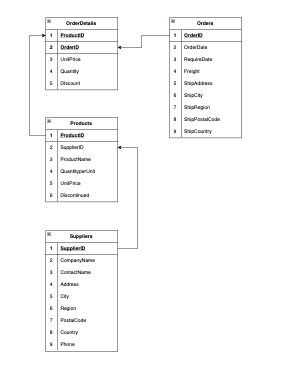 OrderDetails
1 ProductID
2 OrderID
3 UnitPrice
4 Quantity
5 Discount
Orders
1 OrderID
2 OrderDate
3 RequireDate
4 Freight
5 ShipAddress
6 ShipCity
7 ShipRegion
8 ShipPostalCode
9 ShipCountry
Products
1 ProductID
2 SupplierID
3 ProductName
4 QuantityperUnit
5 UnitPrice
6 Discontinued
Suppliers
1 SupplierID
2 CompanyName
3 ContactName
4 Address
5 City
6 Region
7 PostalCode
8 Country
9 Phone